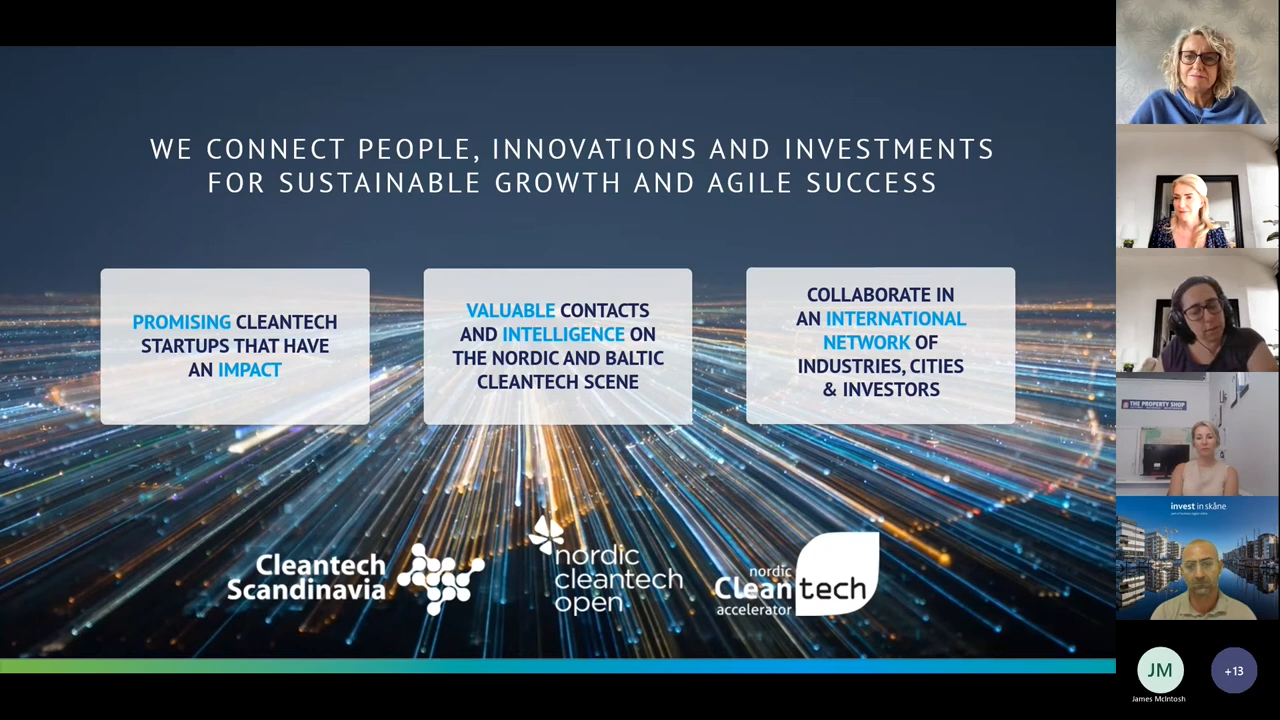 WE CONNECT PEOPLE, INNOVATIONS AND INVESTMENTS
FOR SUSTAINABLE GROWTH AND AGILE SUCCESS
PROMISING CLEANTECH
STARTUPS THAT HAVE
AN IMPACT
VALUABLE CONTACTS
AND INTELLIGENCE ON
THE NORDIC AND BALTIC
CLEANTECH SCENE
COLLABORATE IN
AN INTERNATIONAL
NETWORK OF
INDUSTRIES, CITIES
& INVESTORS
Cleantech
Scandinavia
nordic
cleantech
open
nordic
Cleantech
accelerator
THE PROPERTY SHOP
invest in skåne
JM
James McIntosh
+13